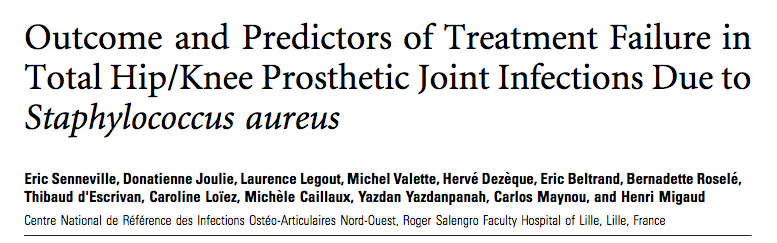 Outcome and Predictors of Treatment Failure in
Total Hip/Knee Prosthetic Joint Infections Due to
Staphylococcus aureus
Eric Senneville, Donatienne Joulie, Laurence Legout, Michel Valette, Hervé Dezèque, Eric Beltrand, Bernadette Roselé,
Thibaud d'Escrivan, Caroline Loïez, Michèle Caillaux, Yazdan Yazdanpanah, Carlos Maynou, and Henri Migaud
Centre National de Référence des Infections Ostéo-Articulaires Nord-Ouest, Roger Salengro Faculty Hospital of Lille, Lille, France